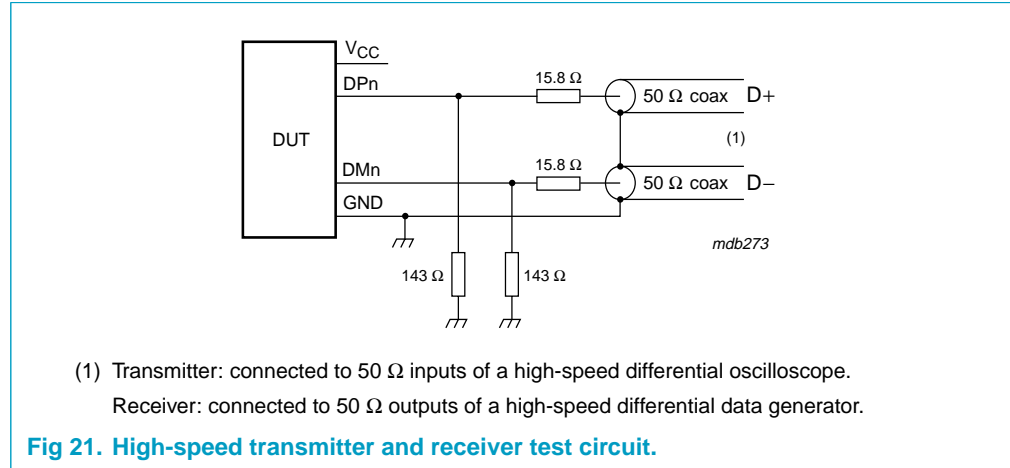 VCC
DPn
15.8 Ω
50 Ω coax D+
DUT
(1)
15.8 Ω
DMn
50 Ω coax D−
GND
mdb273
143 Ω
143 Ω
(1) Transmitter: connected to 50 Ω inputs of a high-speed differential oscilloscope.
Receiver: connected to 50 Ω outputs of a high-speed differential data generator.
Fig 21. High-speed transmitter and receiver test circuit.